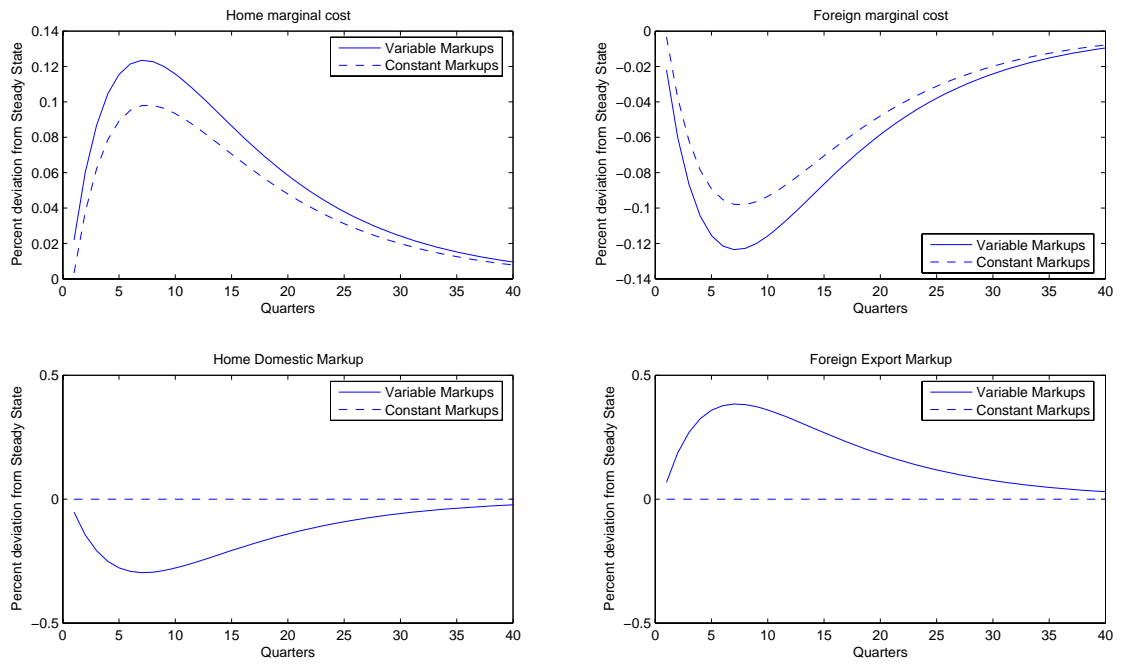 Home marginal cost
0.14
0.12
0.1
0.08
0.06
0.04
0.02
0
Percent deviation from Steady State
Variable Markups
Constant Markups
0 5 10 15 20 25 30 35 40
Quarters
Foreign marginal cost
0
−0.02
−0.04
−0.06
−0.08
−0.1
−0.12
−0.14
Percent deviation from Steady State
Variable Markups
Constant Markups
0 5 10 15 20 25 30 35 40
Quarters
Home Domestic Markup
0.5
0
−0.5
Percent deviation from Steady State
Variable Markups
Constant Markups
0 5 10 15 20 25 30 35 40
Quarters
Foreign Export Markup
0.5
0
−0.5
Percent deviation from Steady State
Variable Markups
Constant Markups
0 5 10 15 20 25 30 35 40
Quarters